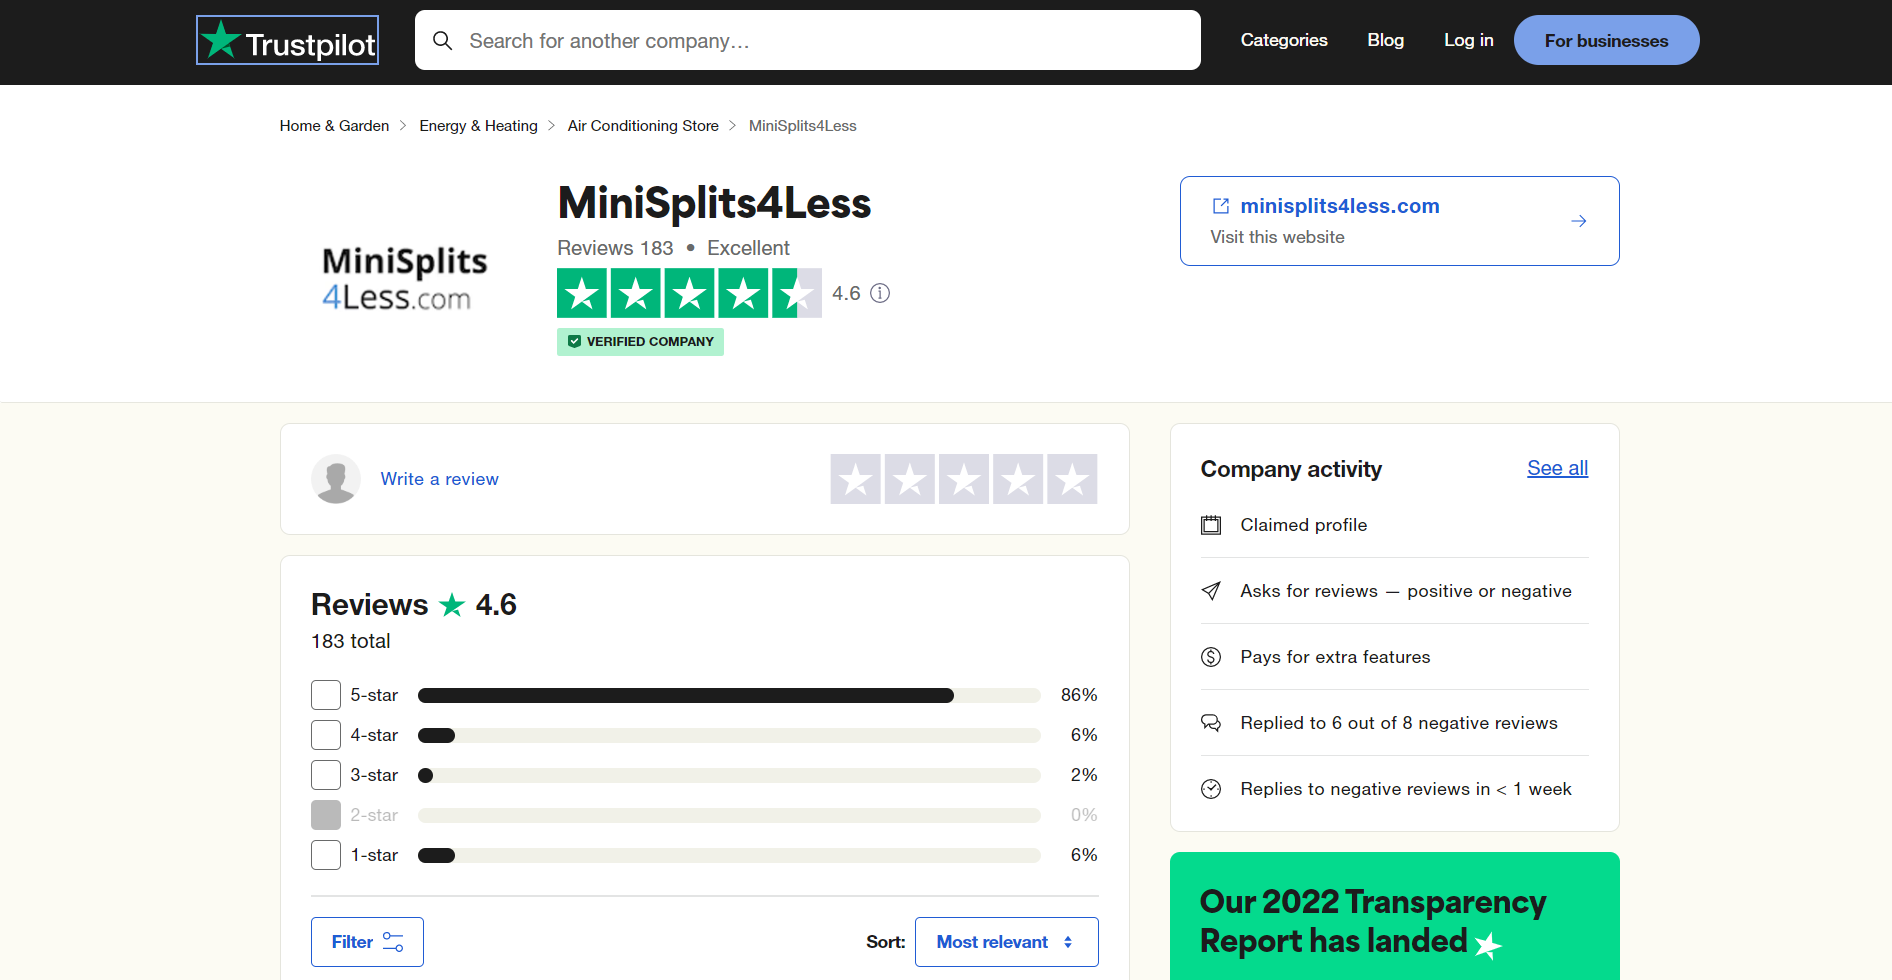 Trustpilot
Search for another company...
Categories
Blog
Log in
For businesses
Home & Garden > Energy & Heating > Air Conditioning Store > MiniSplits4Less
MiniSplits
4Less.com
MiniSplits4Less
Reviews 183 • Excellent
4.6
VERIFIED COMPANY
minisplits4less.com
Visit this website
Write a review
Reviews 4.6
183 total
5-star 86%
4-star 6%
3-star 2%
2-star 0%
1-star 6%
Filter
Sort: Most relevant
Company activity
See all
Claimed profile
Asks for reviews — positive or negative
Pays for extra features
Replied to 6 out of 8 negative reviews
Replies to negative reviews in < 1 week
Our 2022 Transparency
Report has landed